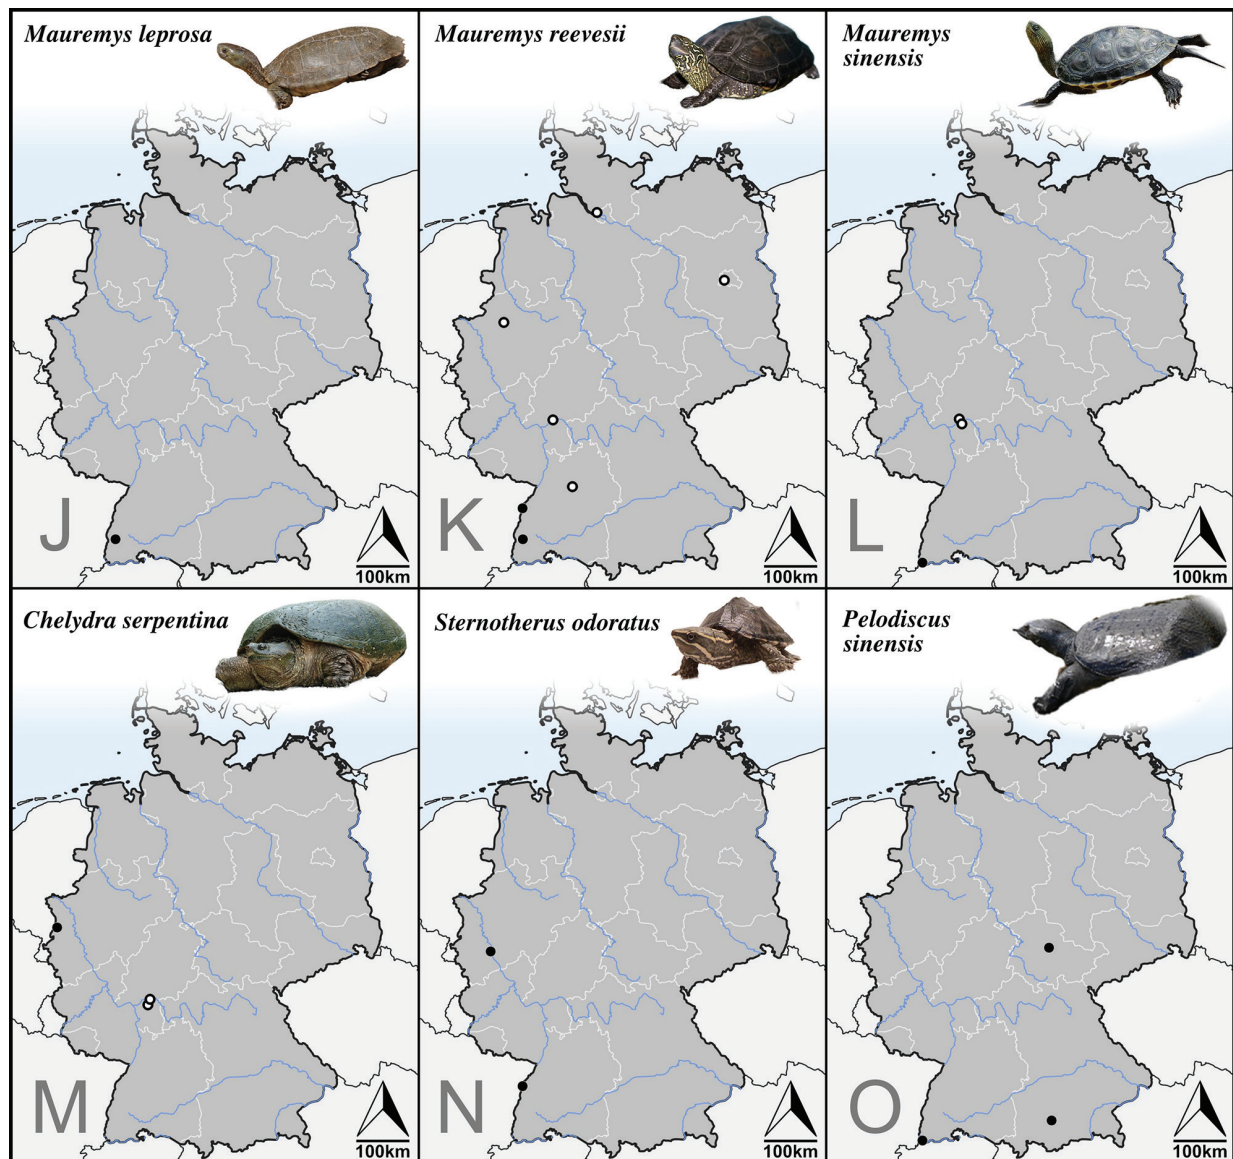 Mauremys leprosa
J
100km
Mauremys reevesii
K
100km
Mauremys
sinensis
L
100km
Chelydra serpentina
M
100km
Sternotherus odoratus
N
100km
Pelodiscus
sinensis
O
100km